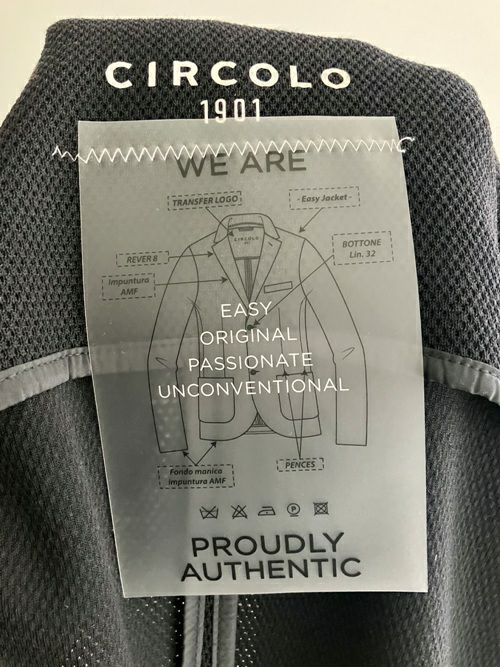 CIRCOLO
1901
WE ARE
TRANSFER LOGO
- Easy Jacket -
CIRCOLO
REVER 8
BOTTONE
Lin. 32
Impuntura
AMF
EASY
ORIGINAL
PASSIONATE
UNCONVENTIONAL
Fondo manica
impuntura AMF
PENCES
P
PROUDLY
AUTHENTIC